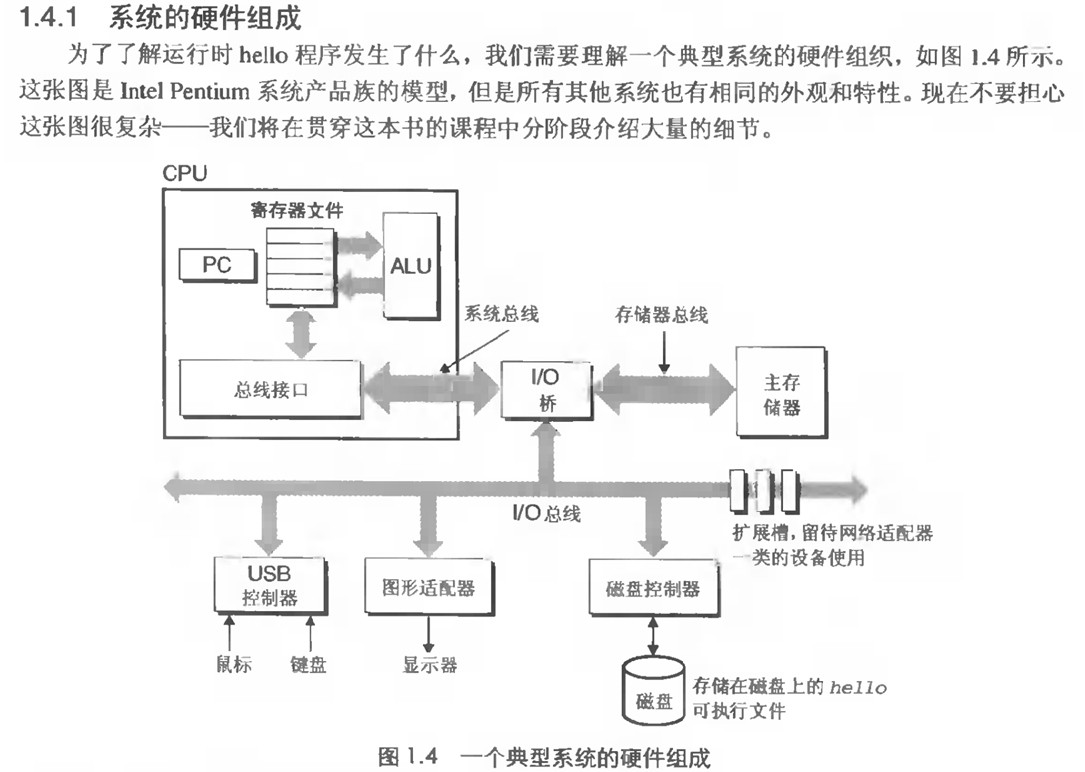 1.4.1 系统的硬件组成
为了了解运行时 hello 程序发生了什么，我们需要理解一个典型系统的硬件组织，如图 1.4 所示。
这张图是 Intel Pentium 系统产品族的模型，但是所有其他系统也有相同的外观和特性。现在不要担心
这张图很复杂——我们将在贯穿这本书的课程中分阶段介绍大量的细节。
CPU
寄存器文件
PC
ALU
系统总线
存储器总线
总线接口
I/O
桥
主存
储器
I/O 总线
扩展槽，留待网络适配器
一类的设备使用
USB
控制器
图形适配器
磁盘控制器
鼠标
键盘
显示器
磁盘
存储在磁盘上的 hello
可执行文件
图 1.4 一个典型系统的硬件组成